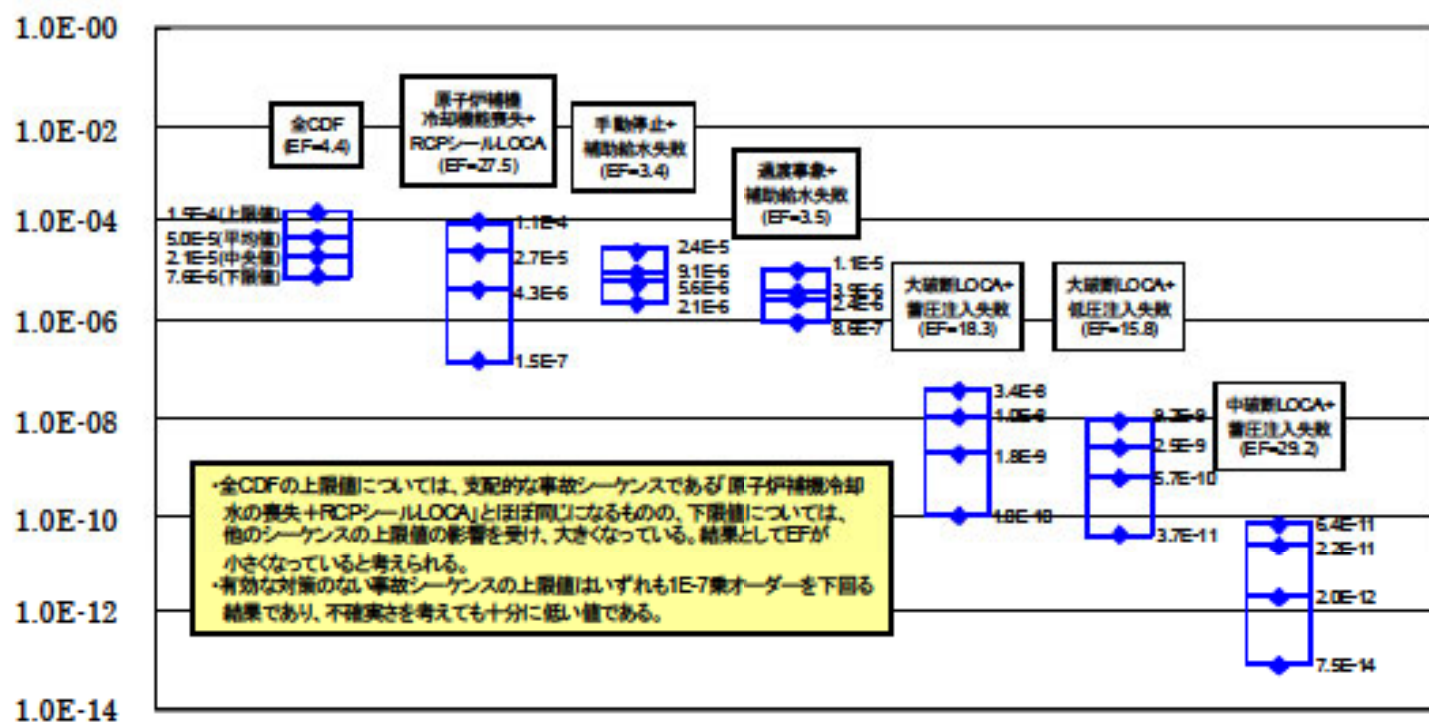 1.0E-00
1.0E-02
1.0E-04
1.0E-06
1.0E-08
1.0E-10
1.0E-12
1.0E-14
全CDF
(EF=4.4)
1.5E-4(上限値)
5.0E-5(平均値)
2.1E-5(中央値)
7.6E-6(下限値)
原子炉補機
冷却機能喪失+
RCPシールLOCA
(EF=27.5)
1.1E-4
2.7E-5
4.3E-6
1.5E-7
手動停止+
補助給水失敗
(EF=3.4)
2.4E-5
9.1E-6
5.6E-6
2.1E-6
過渡事象+
補助給水失敗
(EF=3.5)
1.1E-5
3.9E-6
2.4E-6
8.6E-7
大破断LOCA+
蓄圧注入失敗
(EF=18.3)
3.4E-8
1.0E-8
1.8E-9
1.0E-10
大破断LOCA+
低圧注入失敗
(EF=15.8)
9.2E-9
2.5E-9
5.7E-10
3.7E-11
中破断LOCA+
蓄圧注入失敗
(EF=29.2)
6.4E-11
2.2E-11
2.0E-12
7.5E-14
・全CDFの上限値については、支配的な事故シーケンスである「原子炉補機冷却
水の喪失+RCPシールLOCA」とほぼ同じになるものの、下限値については、
他のシーケンスの上限値の影響を受け、大きくなっている。結果としてEFが
小さくなっていると考えられる。
・有効な対策のない事故シーケンスの上限値はいずれも1E-7乗オーダーを下回る
結果であり、不確実さを考えても十分に低い値である。